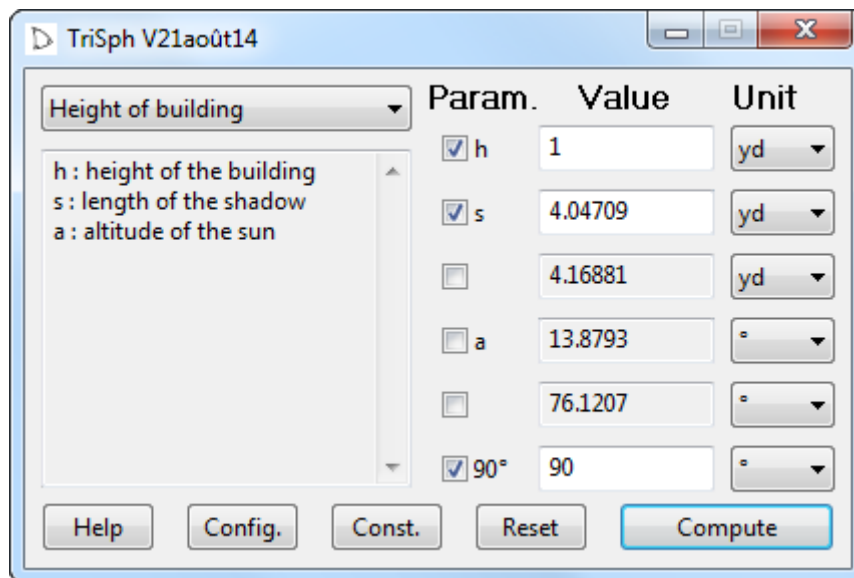 TriSph V21août14
Height of building
h : height of the building
s : length of the shadow
a : altitude of the sun
Param. Value Unit
h 1 yd
s 4.04709 yd
4.16881 yd
a 13.8793 °
76.1207 °
90° 90 °
Help Config. Const. Reset Compute